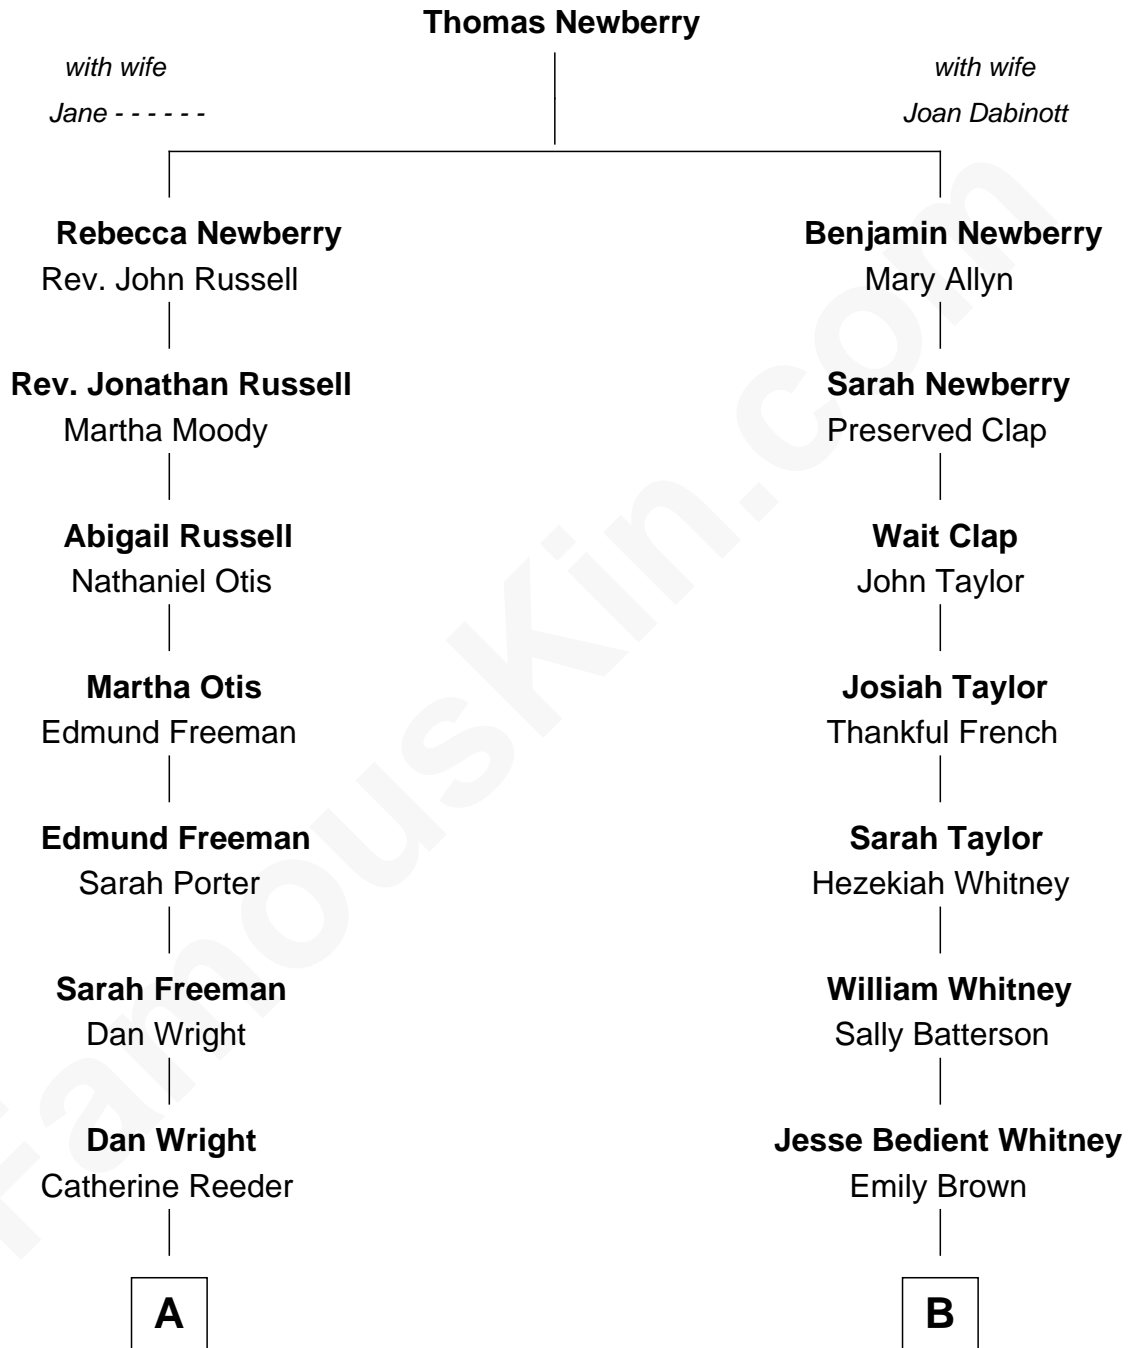 Thomas Newberry
with wife
Jane - - - - - -
with wife
Joan Dabinott
Rebecca Newberry
Rev. John Russell
Benjamin Newberry
Mary Allyn
Rev. Jonathan Russell
Martha Moody
Sarah Newberry
Preserved Clap
Abigail Russell
Nathaniel Otis
Wait Clap
John Taylor
Martha Otis
Edmund Freeman
Josiah Taylor
Thankful French
Edmund Freeman
Sarah Porter
Sarah Taylor
Hezekiah Whitney
Sarah Freeman
Dan Wright
William Whitney
Sally Batterson
Dan Wright
Catherine Reeder
Jesse Bedient Whitney
Emily Brown
A
B
FamousKin.com